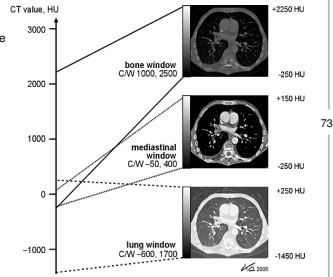 CT value, HU
3000
2000
1000
0
−1000
e
bone window
C/W 1000, 2500
+2250 HU
−250 HU
mediastinal
window
C/W −50, 400
+150 HU
−250 HU
lung window
C/W −600, 1700
+250 HU
−1450 HU
2000
73